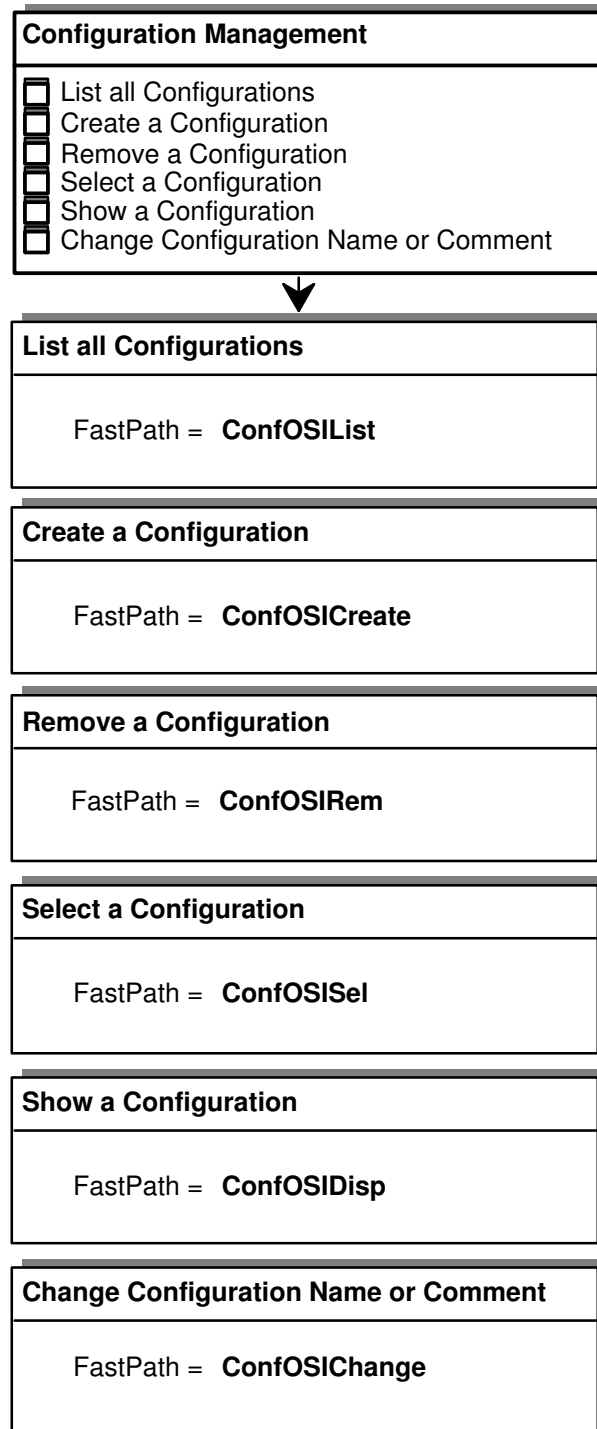 Configuration Management
List all Configurations
Create a Configuration
Remove a Configuration
Select a Configuration
Show a Configuration
Change Configuration Name or Comment
List all Configurations
FastPath = ConfOSIList
Create a Configuration
FastPath = ConfOSICreate
Remove a Configuration
FastPath = ConfOSIRem
Select a Configuration
FastPath = ConfOSISel
Show a Configuration
FastPath = ConfOSIDisp
Change Configuration Name or Comment
FastPath = ConfOSIChange